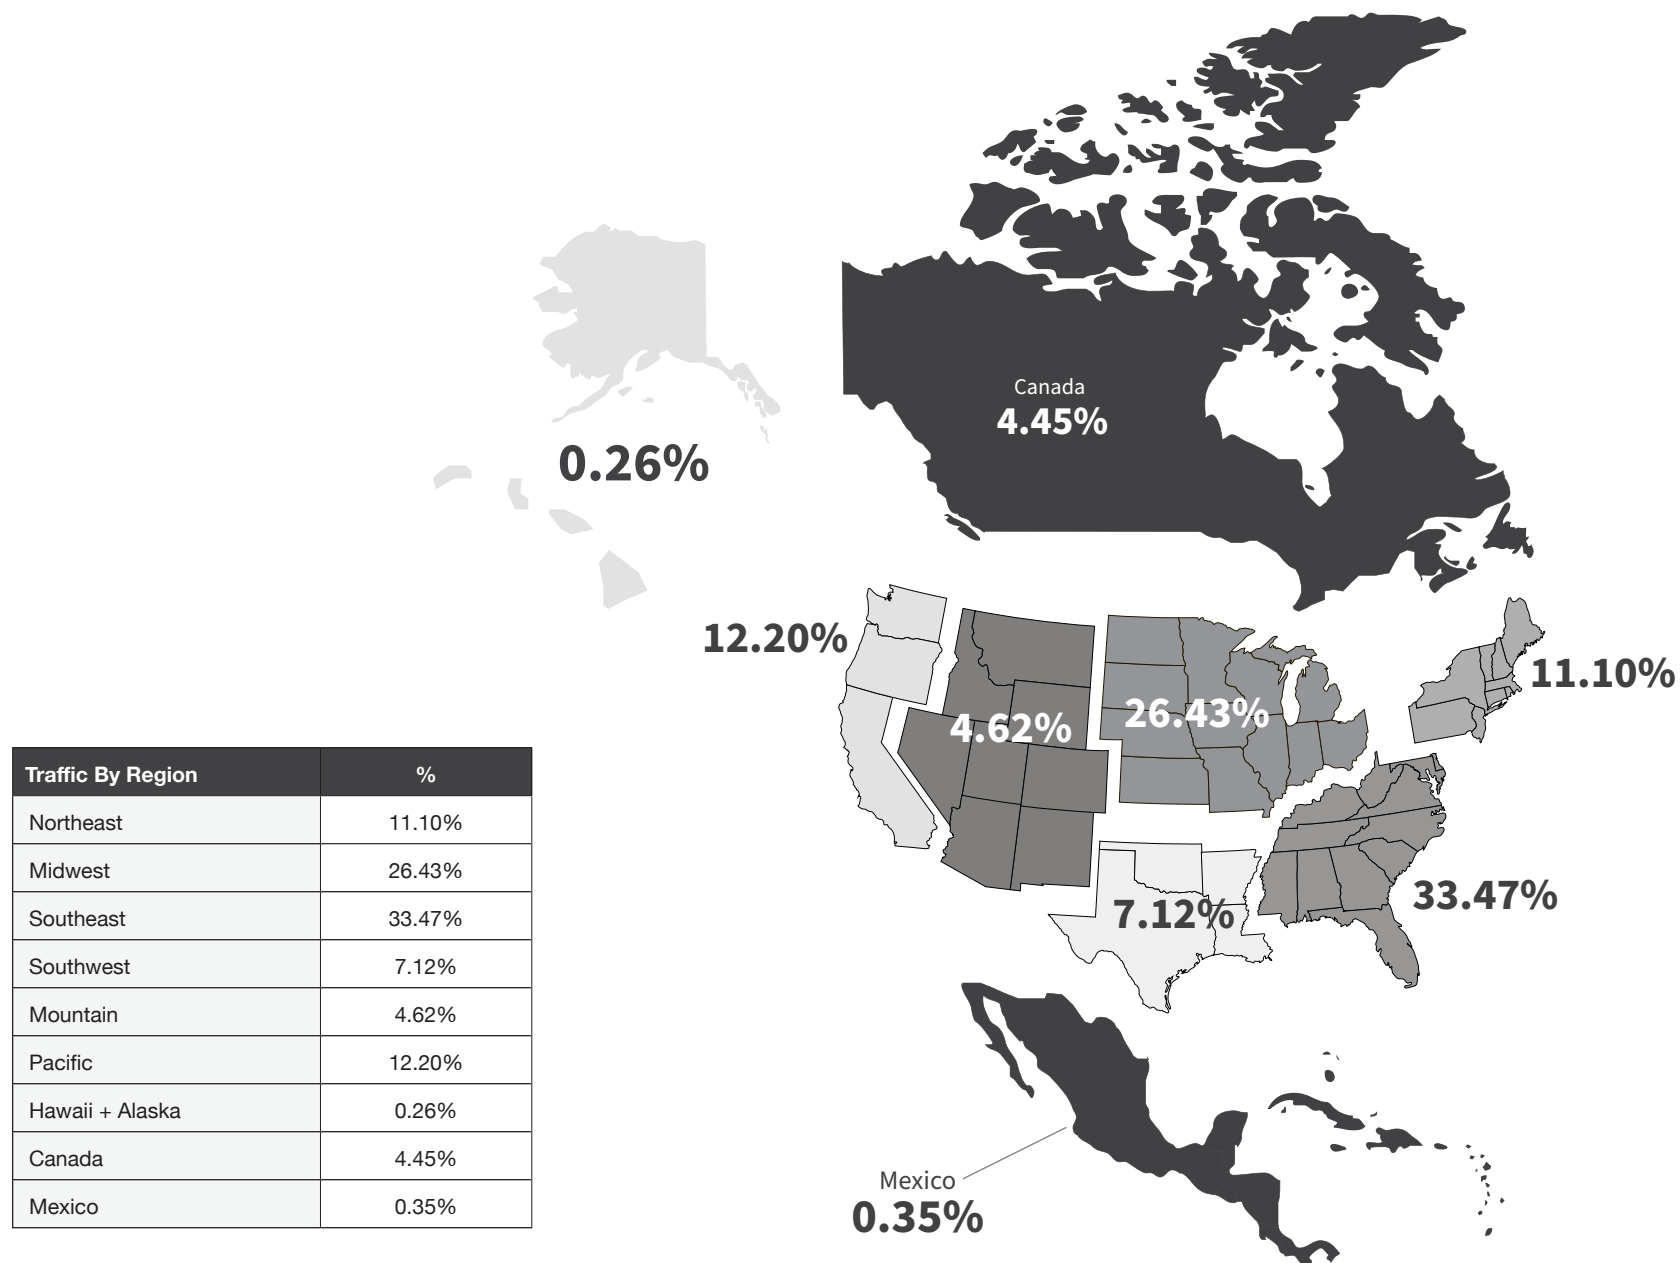 Canada
4.45%
0.26%
12.20%
11.10%
4.62%
26.43%
33.47%
7.12%
Mexico
0.35%
Traffic By Region %
Northeast 11.10%
Midwest 26.43%
Southeast 33.47%
Southwest 7.12%
Mountain 4.62%
Pacific 12.20%
Hawaii + Alaska 0.26%
Canada 4.45%
Mexico 0.35%